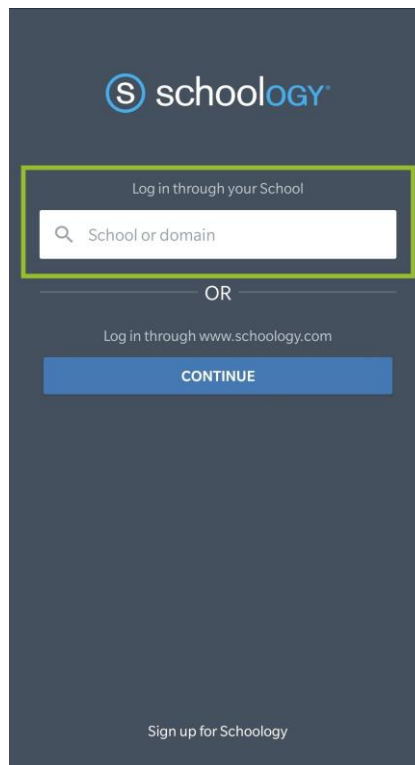 S schoology
Log in through your School
School or domain
OR
Log in through www.schoology.com
CONTINUE
Sign up for Schoology